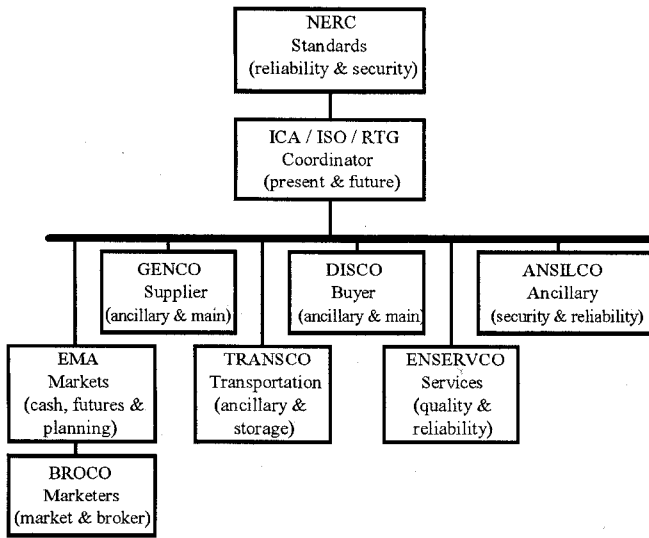 NERC
Standards
(reliability & security)
ICA / ISO / RTG
Coordinator
(present & future)
GENCO
Supplier
(ancillary & main)
DISCO
Buyer
(ancillary & main)
ANSILCO
Ancillary
(security & reliability)
EMA
Markets
(cash, futures &
planning)
TRANSCO
Transportation
(ancillary &
storage)
ENSERVCO
Services
(quality &
reliability)
BROCO
Marketers
(market & broker)